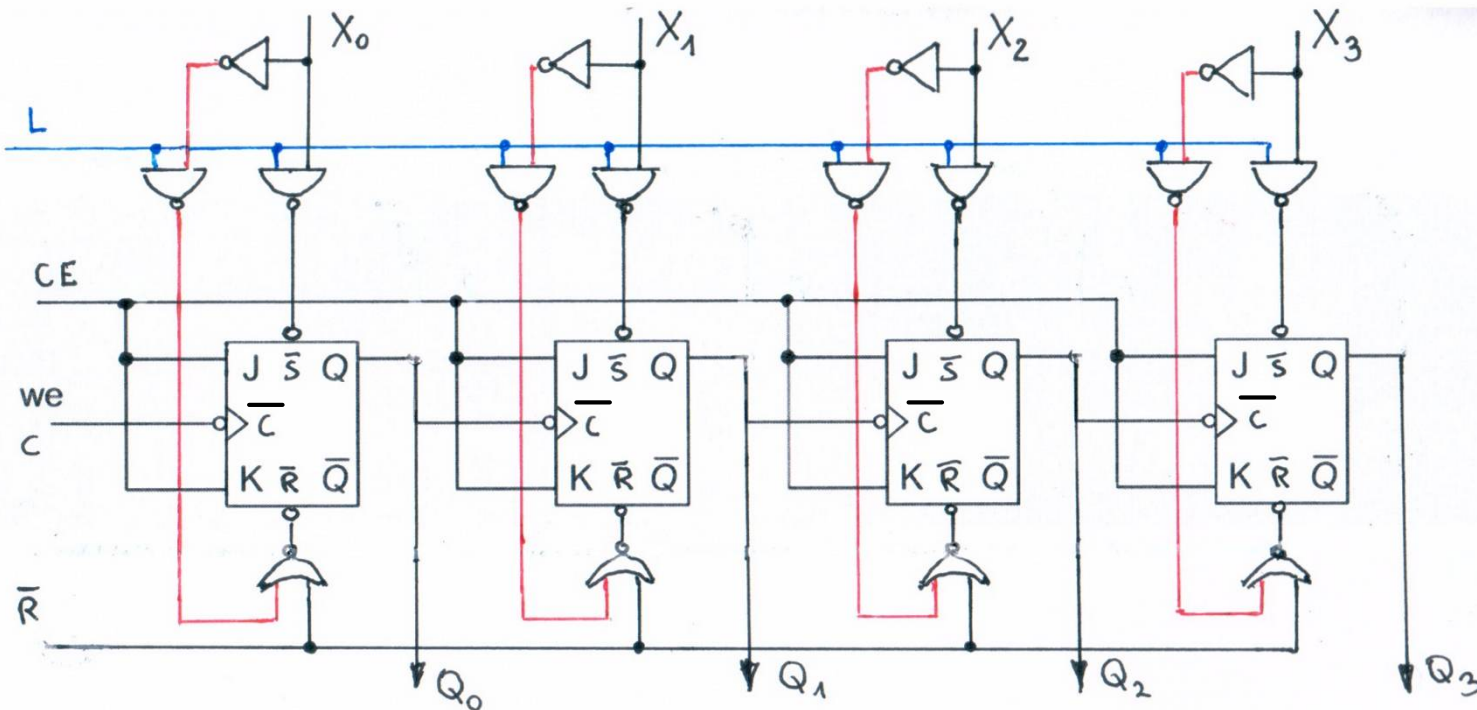 X₀ X₁ X₂ X₃
L
CE
J S̅ Q J S̅ Q J S̅ Q J S̅ Q
we
C̅ C̅ C̅ C̅
C
K R̅ Q̅ K R̅ Q̅ K R̅ Q̅ K R̅ Q̅
R̅
Q₀ Q₁ Q₂ Q₃